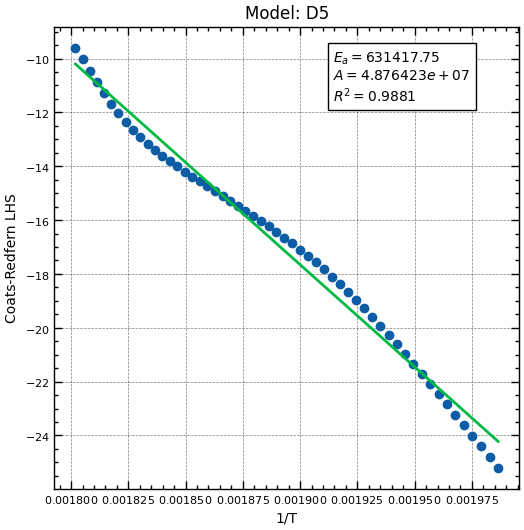 Model: D5
E_a = 631417.75
A = 4.876423e + 07
R^2 = 0.9881
Coats-Redfern LHS
−10
−12
−14
−16
−18
−20
−22
−24
0.001800 0.001825 0.001850 0.001875 0.001900 0.001925 0.001950 0.001975
1/T